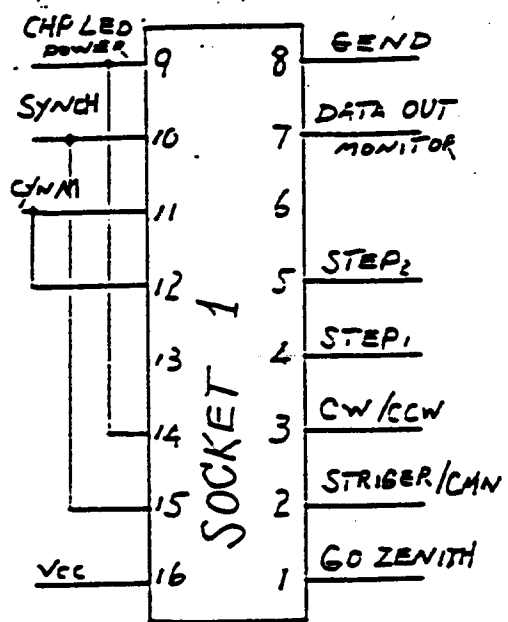 CHP LED
POWER
9
8
GEND
SYNCH
10
7
DATA OUT
MONITOR
11
6
12
5
STEP2
13
4
STEP1
14
3
CW/CCW
15
2
STRIGER/CMN
VCC
16
1
GO ZENITH
SOCKET 1